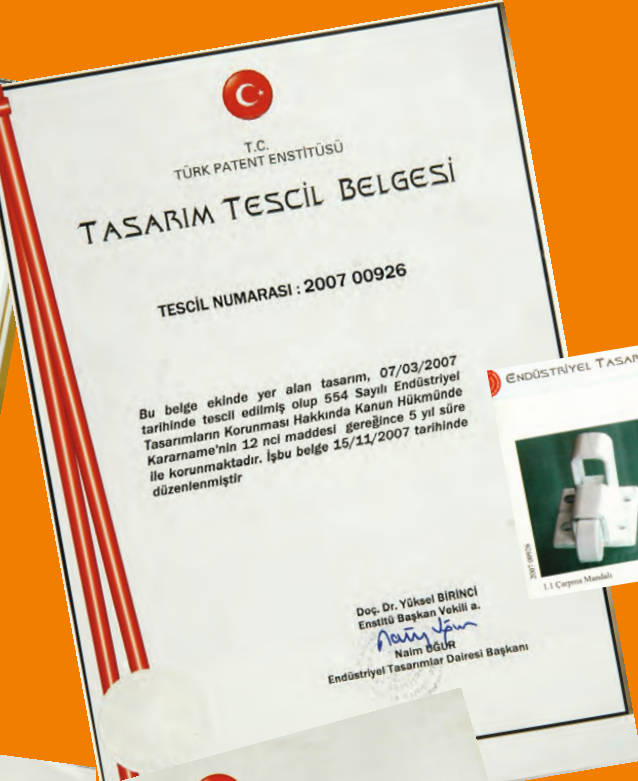 T.C.
TÜRK PATENT ENSTİTÜSÜ
TASARIM TESCİL BELGESİ
TESCİL NUMARASI : 2007 00926
Bu belge ekinde yer alan tasarım, 07/03/2007
tarihinde tescil edilmiş olup 554 Sayılı Endüstriyel
Tasarımların Korunması Hakkında Kanun Hükmünde
Kararname'nin 12 nci maddesi gereğince 5 yıl süre
ile korunmaktadır. İşbu belge 15/11/2007 tarihinde
düzenlenmiştir
Doç. Dr. Yüksel BİRİNCİ
Enstitü Başkan Vekili a.
Naim UĞUR
Endüstriyel Tasarımlar Dairesi Başkanı
ENDÜSTRİYEL TASAR
2007 00926
1.1 Çarpma Mandalı